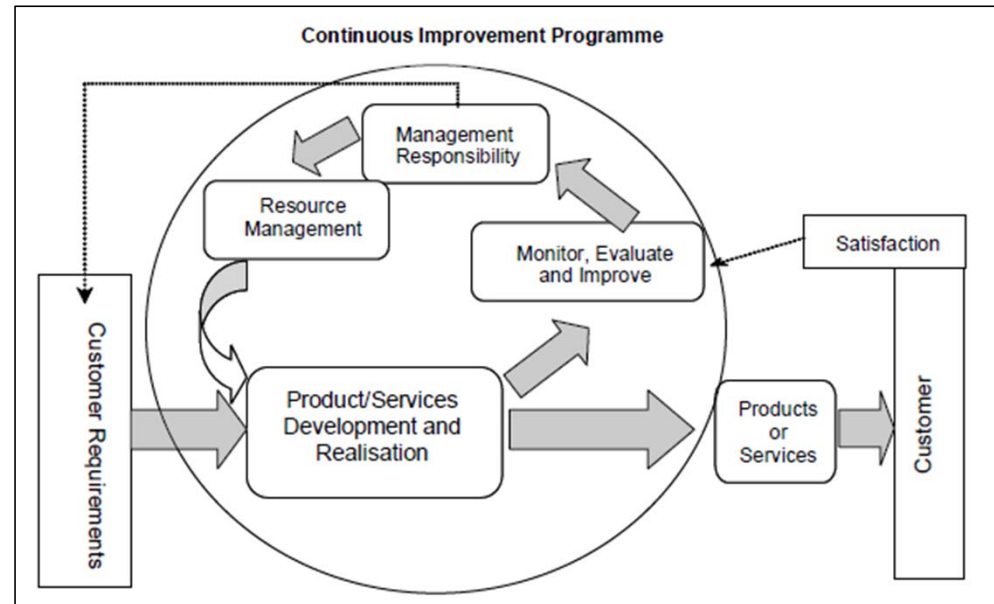 Continuous Improvement Programme
Management
Responsibility
Resource
Management
Monitor, Evaluate
and Improve
Satisfaction
Customer Requirements
Product/Services
Development and
Realisation
Products
or
Services
Customer